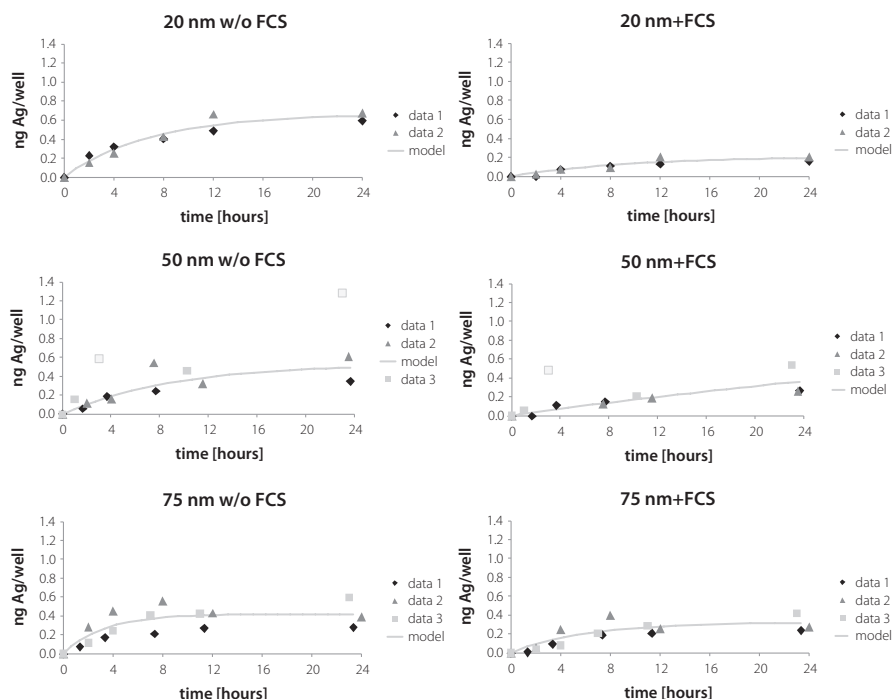 20 nm w/o FCS
ng Ag/well
1.4
1.2
1.0
0.8
0.6
0.4
0.2
0.0
0 4 8 12 16 20 24
time [hours]
data 1
data 2
model
20 nm+FCS
ng Ag/well
1.4
1.2
1.0
0.8
0.6
0.4
0.2
0.0
0 4 8 12 16 20 24
time [hours]
data 1
data 2
model
50 nm w/o FCS
ng Ag/well
1.4
1.2
1.0
0.8
0.6
0.4
0.2
0.0
0 4 8 12 16 20 24
time [hours]
data 1
data 2
model
data 3
50 nm+FCS
ng Ag/well
1.4
1.2
1.0
0.8
0.6
0.4
0.2
0.0
0 4 8 12 16 20 24
time [hours]
data 1
data 2
data 3
model
75 nm w/o FCS
ng Ag/well
1.4
1.2
1.0
0.8
0.6
0.4
0.2
0.0
0 4 8 12 16 20 24
time [hours]
data 1
model
data 2
data 3
75 nm+FCS
ng Ag/well
1.4
1.2
1.0
0.8
0.6
0.4
0.2
0.0
0 4 8 12 16 20 24
time [hours]
data 1
data 2
data 3
model